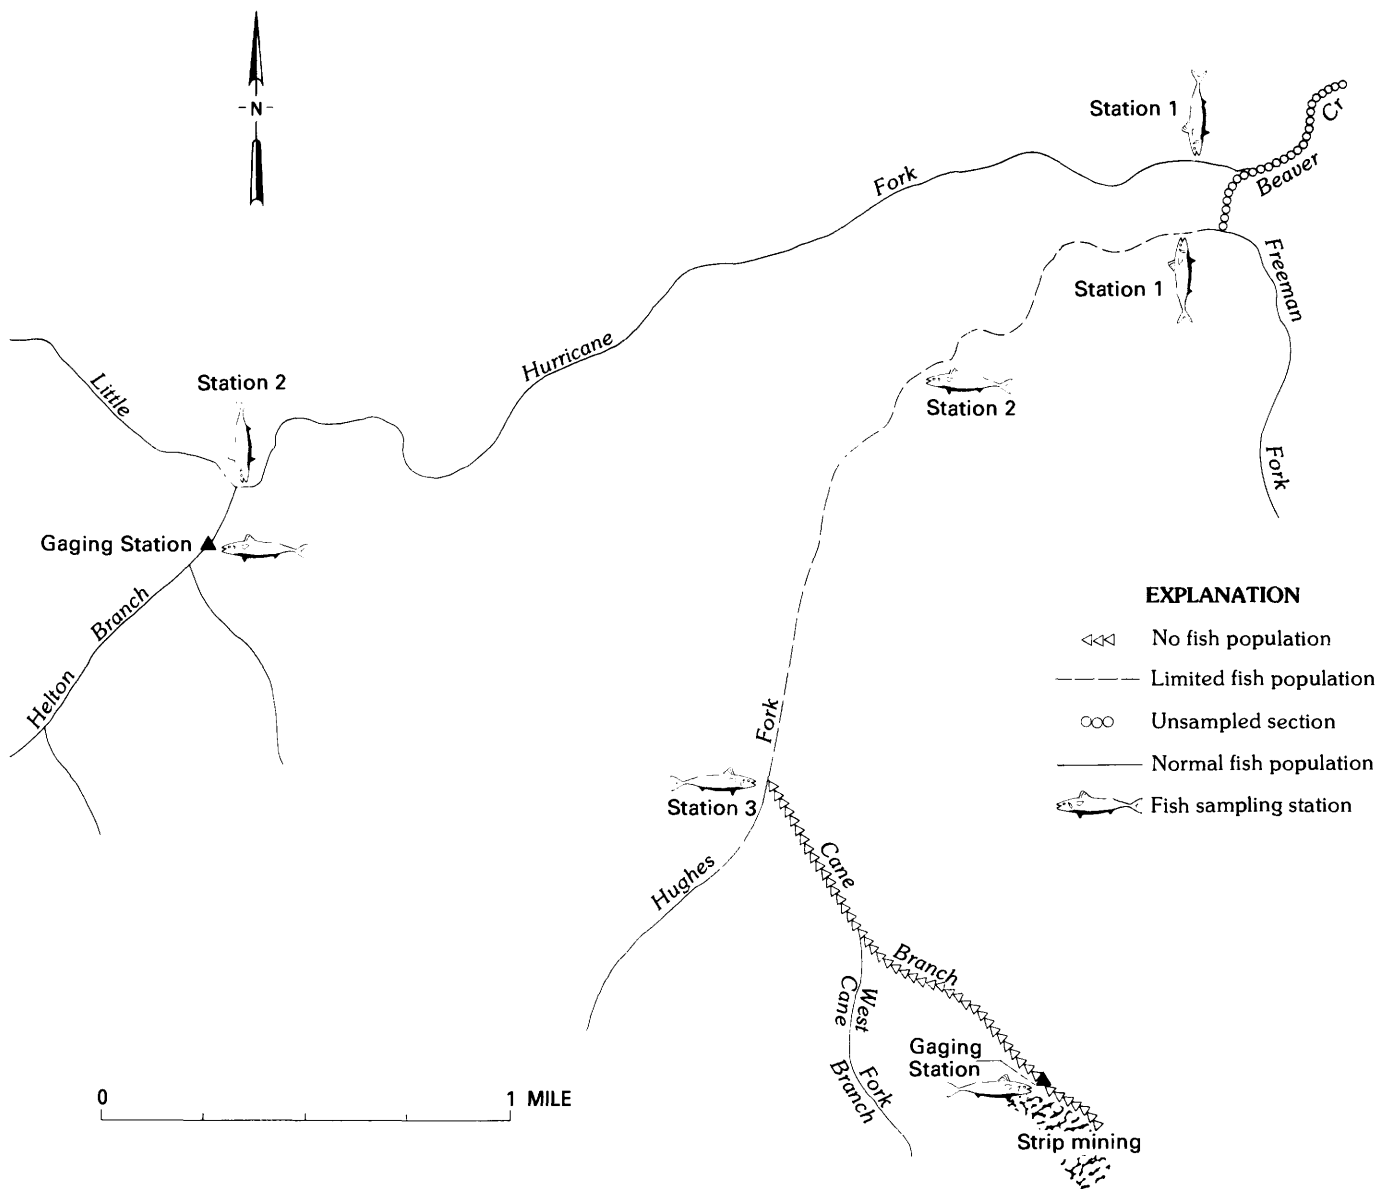 -N-
Station 1
Cr
Beaver
Fork
Freeman
Fork
Station 1
Hurricane
Little
Station 2
Station 2
Gaging Station
Branch
Helton
EXPLANATION
No fish population
Limited fish population
Unsampled section
Normal fish population
Fish sampling station
Fork
Station 3
Hughes
Cane
Branch
West
Cane
Fork
Branch
Gaging
Station
Strip mining
0
1 MILE